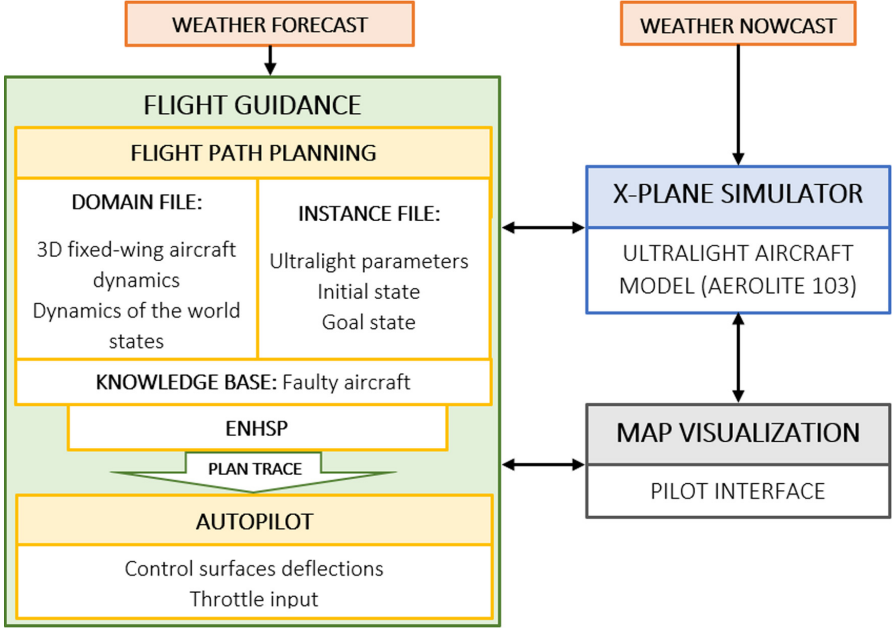 WEATHER FORECAST
WEATHER NOWCAST
FLIGHT GUIDANCE
FLIGHT PATH PLANNING
DOMAIN FILE:
3D fixed-wing aircraft
dynamics
Dynamics of the world
states
INSTANCE FILE:
Ultralight parameters
Initial state
Goal state
KNOWLEDGE BASE: Faulty aircraft
ENHSP
PLAN TRACE
AUTOPILOT
Control surfaces deflections
Throttle input
X-PLANE SIMULATOR
ULTRALIGHT AIRCRAFT
MODEL (AEROLITE 103)
MAP VISUALIZATION
PILOT INTERFACE